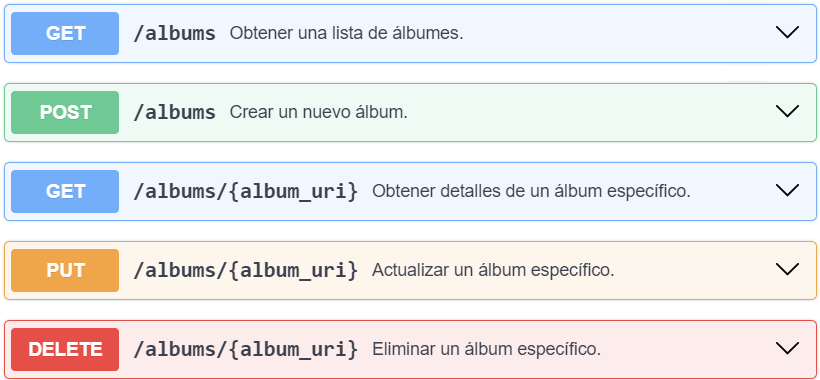 GET /albums Obtener una lista de álbumes.
POST /albums Crear un nuevo álbum.
GET /albums/{album_uri} Obtener detalles de un álbum específico.
PUT /albums/{album_uri} Actualizar un álbum específico.
DELETE /albums/{album_uri} Eliminar un álbum específico.